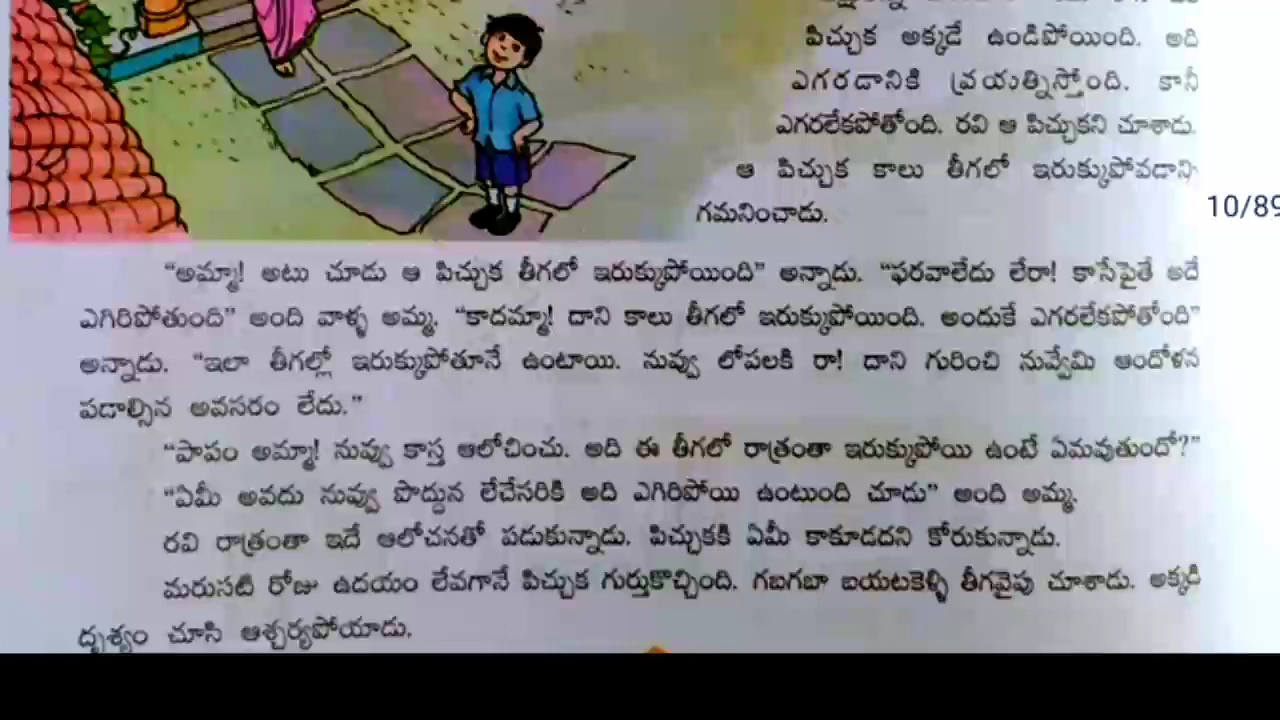 పిచ్చుక అక్కడే ఉండిపోయింది. అది
ఎగరడానికి ప్రయత్నిస్తోంది. కానీ
ఎగరలేకపోతోంది. రవి ఆ పిచ్చుకని చూశాడు.
ఆ పిచ్చుక కాలు తీగలో ఇరుక్కుపోవడాన్ని
గమనించాడు.
10/89
“అమ్మా! అటు చూడు ఆ పిచ్చుక తీగలో ఇరుక్కుపోయింది” అన్నాడు. “ఫరవాలేదు లేరా! కాసేపైతే అదే
ఎగిరిపోతుంది” అంది వాళ్ళ అమ్మ. “కాదమ్మా! దాని కాలు తీగలో ఇరుక్కుపోయింది. అందుకే ఎగరలేకపోతోంది”
అన్నాడు. “ఇలా తీగల్లో ఇరుక్కుపోతూనే ఉంటాయి. నువ్వు లోపలకి రా! దాని గురించి నువ్వేమి ఆందోళన
పడాల్సిన అవసరం లేదు.”
“పాపం అమ్మా! నువ్వు కాస్త ఆలోచించు. అది ఈ తీగలో రాత్రంతా ఇరుక్కుపోయి ఉంటే ఏమవుతుందో?”
“ఏమీ అవదు నువ్వు పొద్దున లేచేసరికి అది ఎగిరిపోయి ఉంటుంది చూడు” అంది అమ్మ.
రవి రాత్రంతా ఇదే ఆలోచనతో పడుకున్నాడు. పిచ్చుకకి ఏమీ కాకూడదని కోరుకున్నాడు.
మరుసటి రోజు ఉదయం లేవగానే పిచ్చుక గుర్తుకొచ్చింది. గబగబా బయటకెళ్ళి తీగవైపు చూశాడు. అక్కడి
దృశ్యం చూసి ఆశ్చర్యపోయాడు.